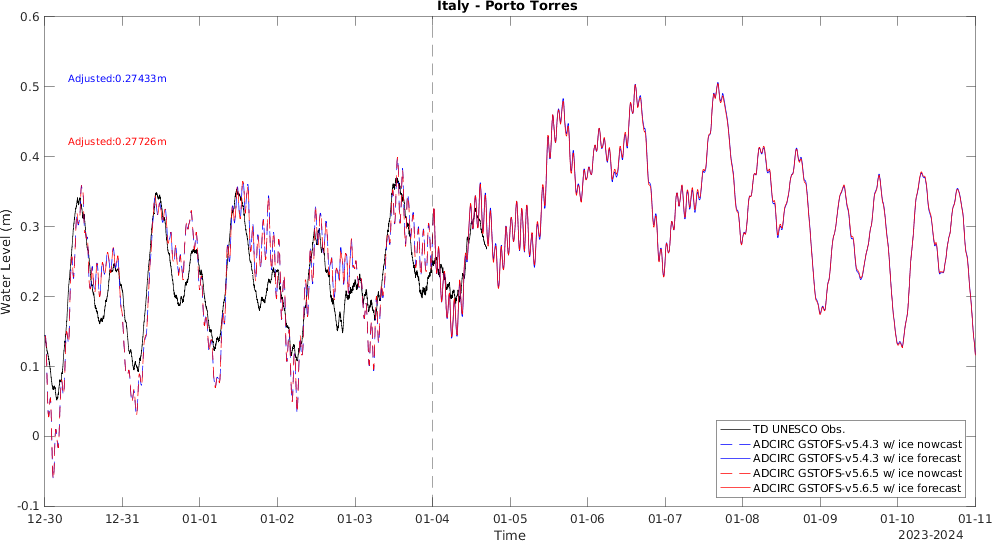 Italy - Porto Torres
0.6
0.5
0.4
0.3
0.2
0.1
0
-0.1
Water Level (m)
Adjusted:0.27433m
Adjusted:0.27726m
TD UNESCO Obs.
ADCIRC GSTOFS-v5.4.3 w/ ice nowcast
ADCIRC GSTOFS-v5.4.3 w/ ice forecast
ADCIRC GSTOFS-v5.6.5 w/ ice nowcast
ADCIRC GSTOFS-v5.6.5 w/ ice forecast
12-30 12-31 01-01 01-02 01-03 01-04 01-05 01-06 01-07 01-08 01-09 01-10 01-11
Time
2023-2024